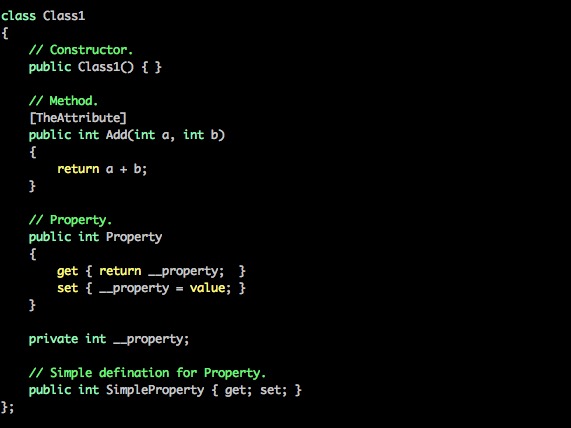 class Class1
{
    // Constructor.
    public Class1() { }

    // Method.
    [TheAttribute]
    public int Add(int a, int b)
    {
        return a + b;
    }

    // Property.
    public int Property
    {
        get { return __property;  }
        set { __property = value; }
    }

    private int __property;

    // Simple defination for Property.
    public int SimpleProperty { get; set; }
};